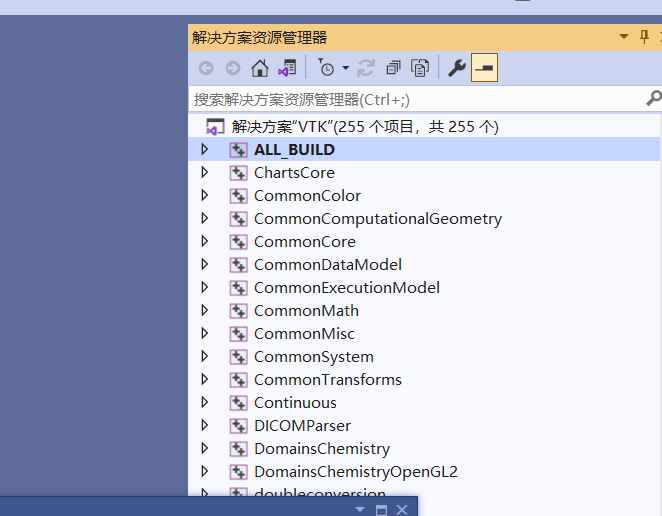 解决方案资源管理器
搜索解决方案资源管理器(Ctrl+;)
解决方案"VTK"(255 个项目，共 255 个)
ALL_BUILD
ChartsCore
CommonColor
CommonComputationalGeometry
CommonCore
CommonDataModel
CommonExecutionModel
CommonMath
CommonMisc
CommonSystem
CommonTransforms
Continuous
DICOMParser
DomainsChemistry
DomainsChemistryOpenGL2
doubleconversion